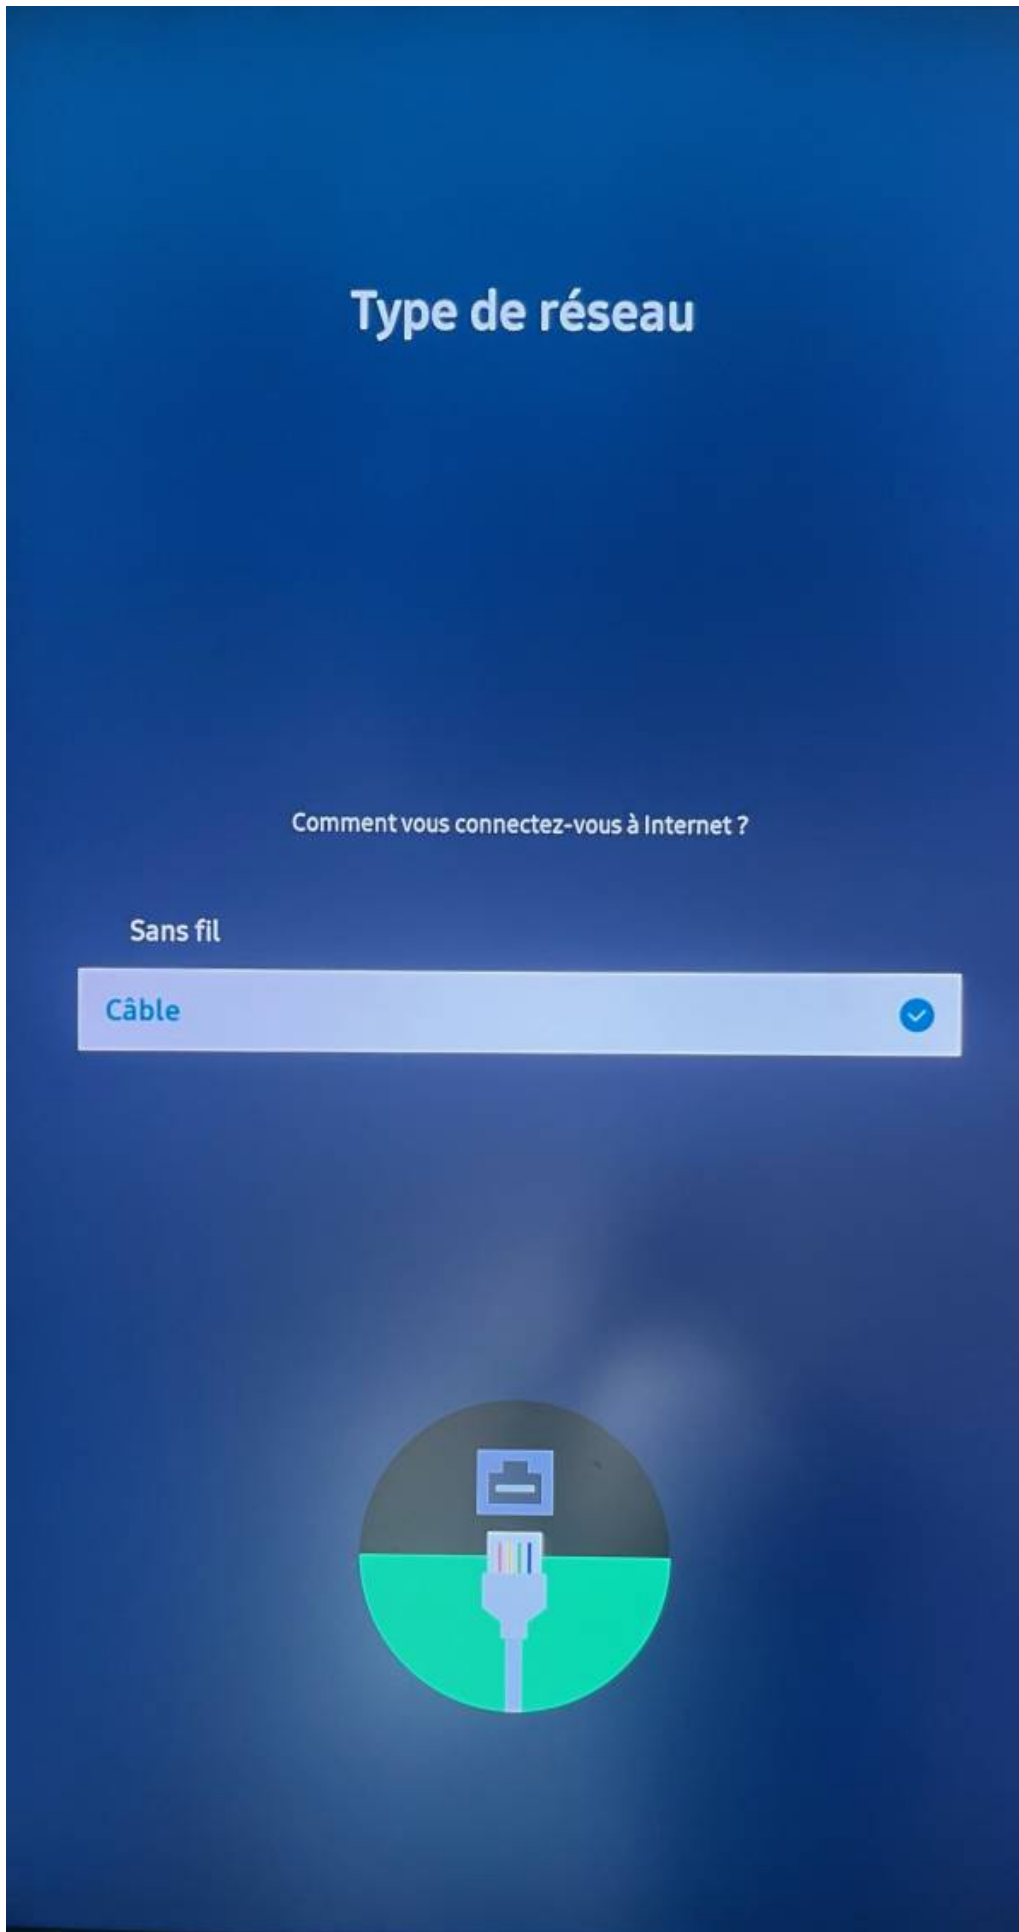 Type de réseau
Comment vous connectez-vous à Internet ?
Sans fil
Câble